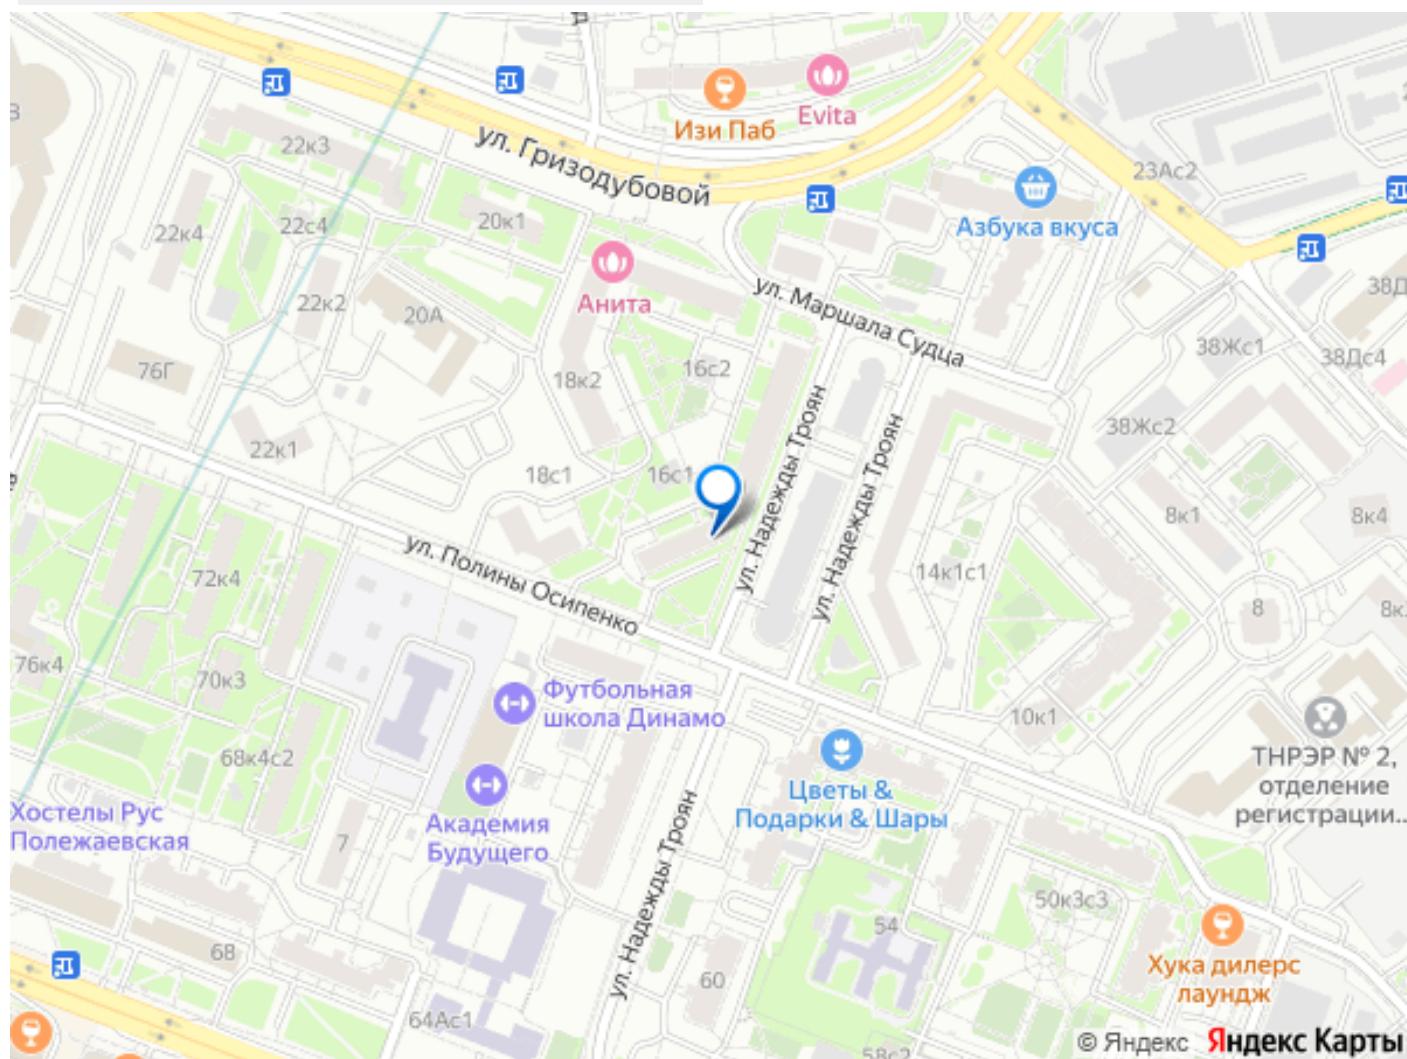 Изи Паб
Evita
ул. Гризодубовой
22к3
23Ас2
Азбука вкуса
22к4
22с4
20к1
Анита
ул. Маршала Судца
22к2
20А
38Жс1
38Дс4
76Г
18к2
16с2
ул. Надежды Троян
ул. Надежды Троян
38Жс2
22к1
18с1
16с1
8к1
8к4
ул. Полины Осипенко
72к4
14к1с1
8
76к4
70к3
Футбольная
школа Динамо
10к1
ТНРЭР № 2,
отделение
регистрации..
68к4с2
Цветы &
Подарки & Шары
Хостелы Рус
Полежаевская
7
Академия
Будущего
ул. Надежды Троян
50к3с3
54
68
60
Хука дилерс
лаундж
64Ас1
58с2
© Яндекс Яндекс Карты